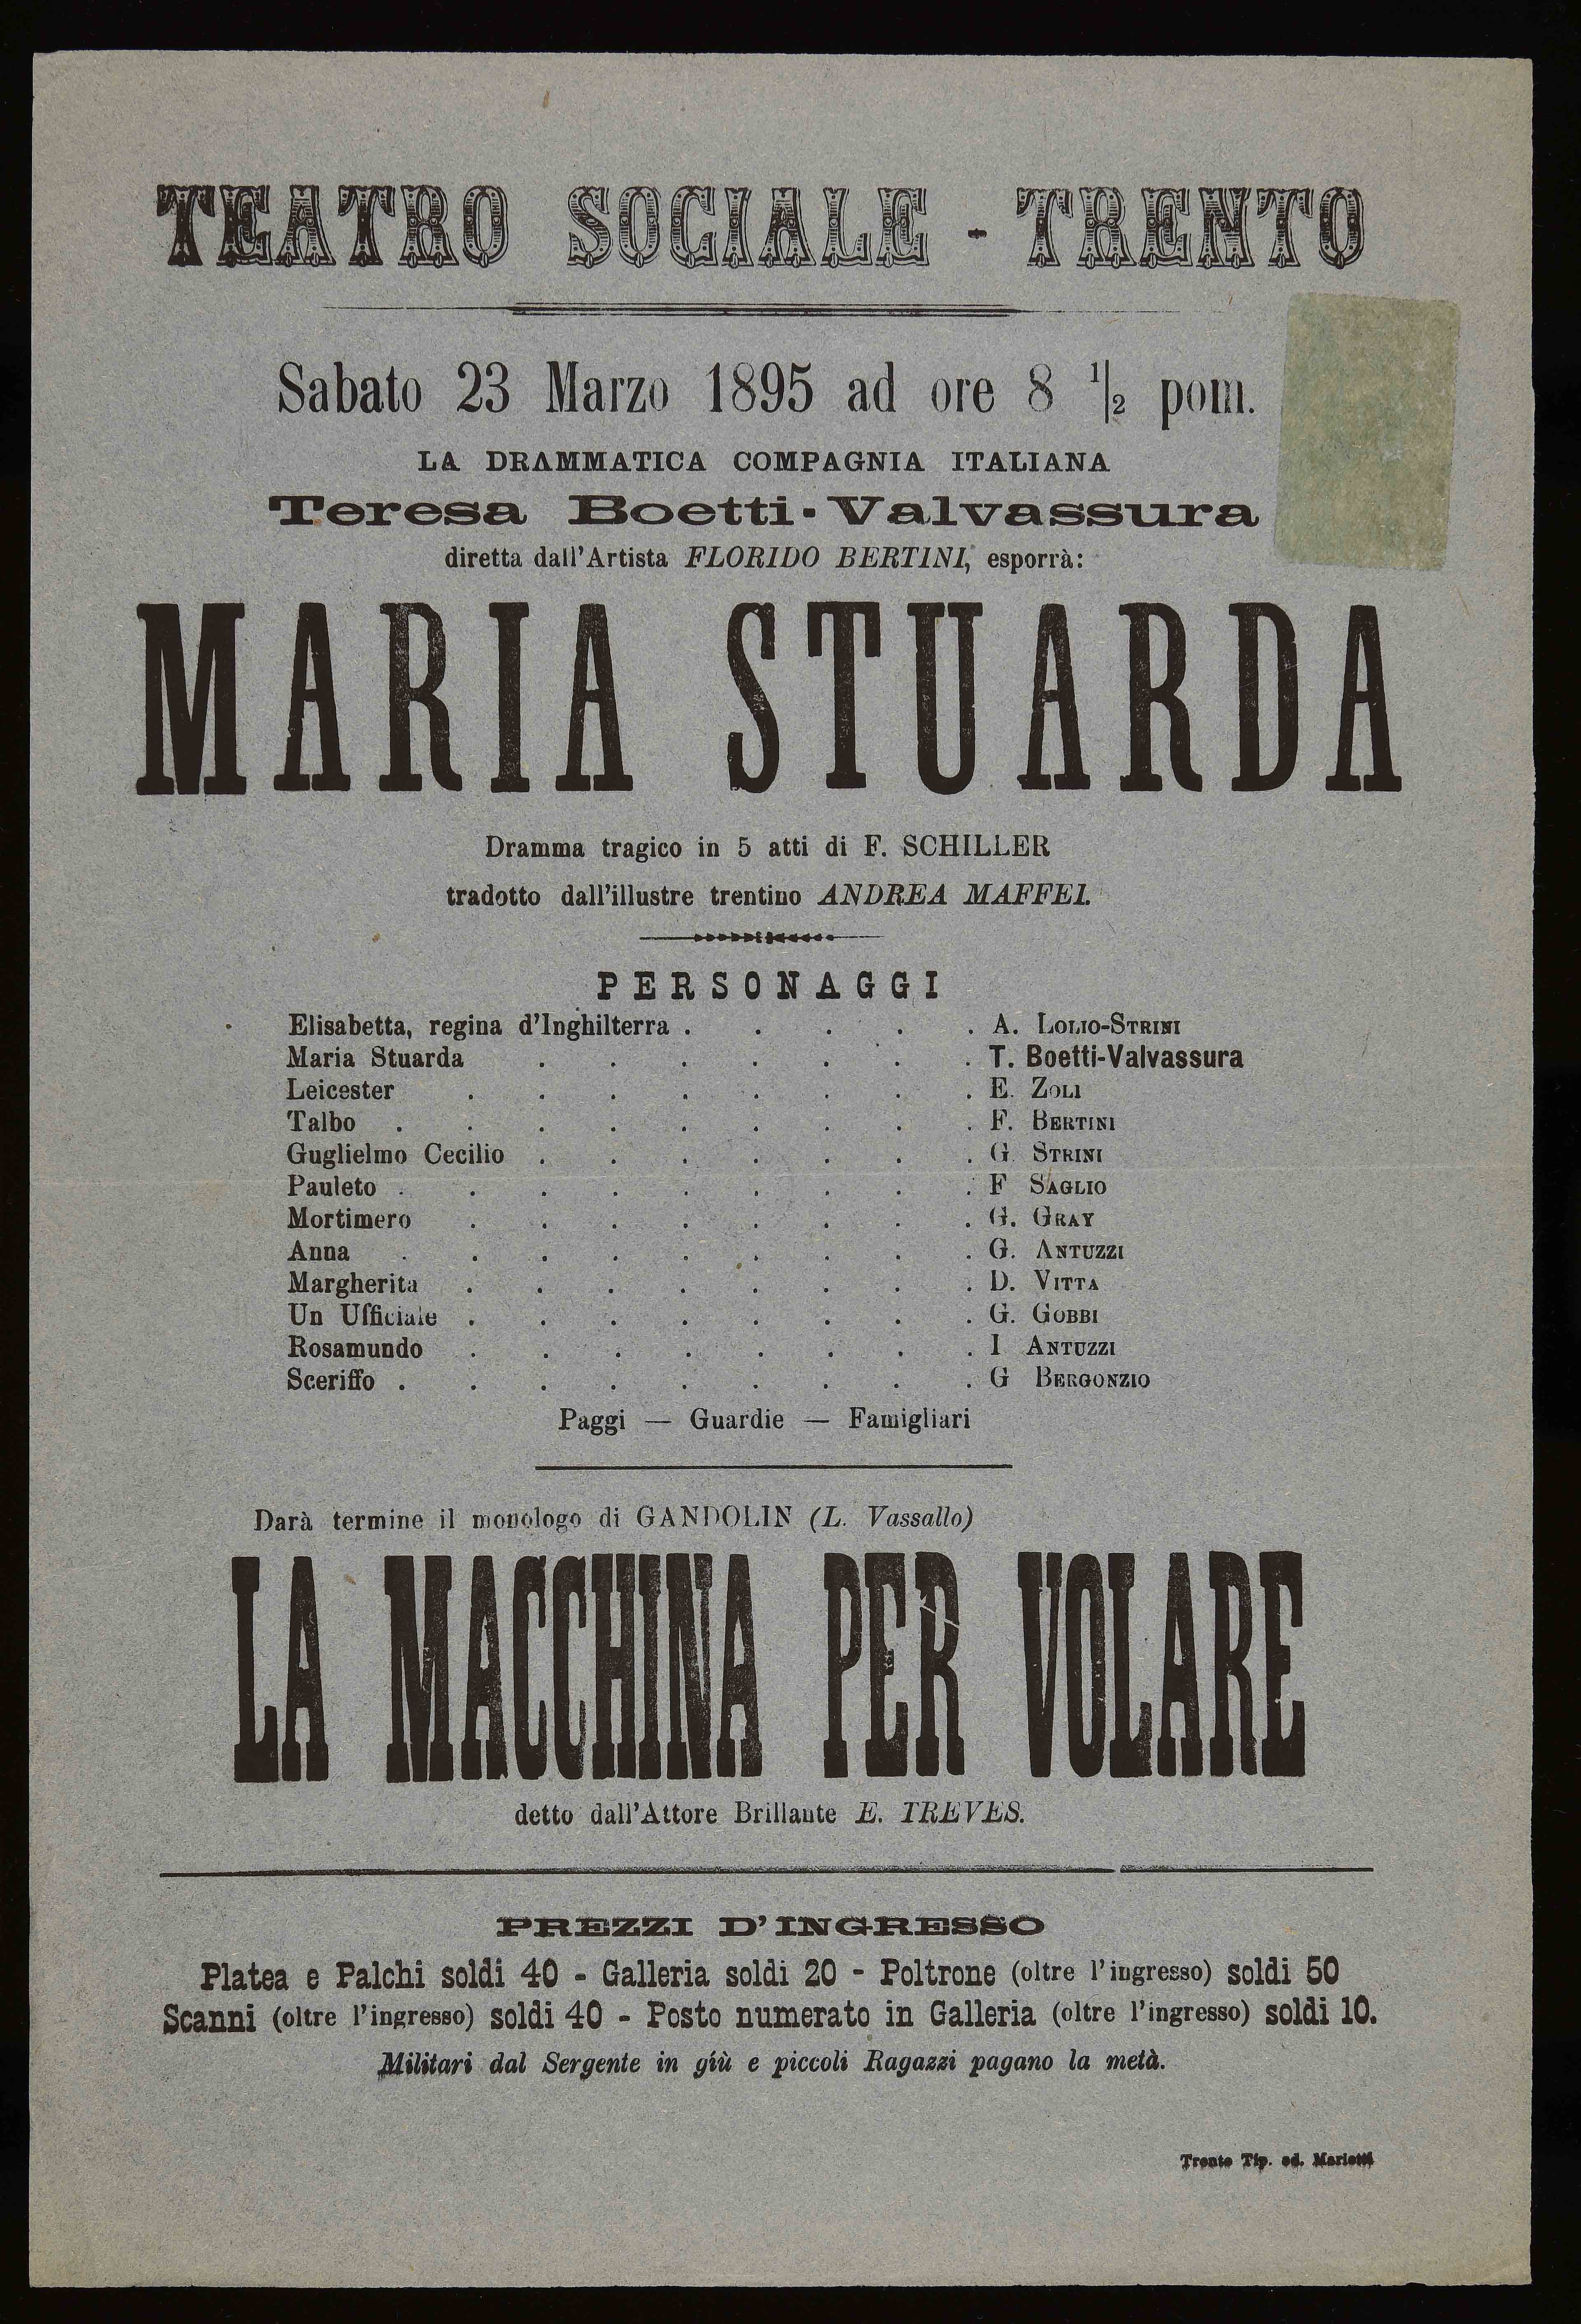 TEATRO SOCIALE - TRENTO
Sabato 23 Marzo 1895 ad ore 8 1/2 pom.
LA DRAMMATICA COMPAGNIA ITALIANA
Teresa Boetti-Valvassura
diretta dall'Artista FLORIDO BERTINI, esporrà:
MARIA STUARDA
Dramma tragico in 5 atti di F. SCHILLER
tradotto dall'illustre trentino ANDREA MAFFEI.
PERSONAGGI
Elisabetta, regina d'Inghilterra . . . . . A. LOLIO-STRINI
Maria Stuarda . . . . . . . T. Boetti-Valvassura
Leicester . . . . . . . . E. ZOLI
Talbo . . . . . . . . . F. BERTINI
Guglielmo Cecilio . . . . . . . G. STRINI
Pauleto . . . . . . . . . F SAGLIO
Mortimero . . . . . . . . G. GRAY
Anna . . . . . . . . . G. ANTUZZI
Margherita . . . . . . . . D. VITTA
Un Ufficiale . . . . . . . . G. GOBBI
Rosamundo . . . . . . . . I ANTUZZI
Sceriffo . . . . . . . . . G BERGONZIO
Paggi — Guardie — Famigliari
Darà termine il monologo di GANDOLIN (L. Vassallo)
LA MACCHINA PER VOLARE
detto dall'Attore Brillante E. TREVES.
PREZZI D'INGRESSO
Platea e Palchi soldi 40 - Galleria soldi 20 - Poltrone (oltre l'ingresso) soldi 50
Scanni (oltre l'ingresso) soldi 40 - Posto numerato in Galleria (oltre l'ingresso) soldi 10.
Militari dal Sergente in giù e piccoli Ragazzi pagano la metà.
Trento Tip. ed. Marietti